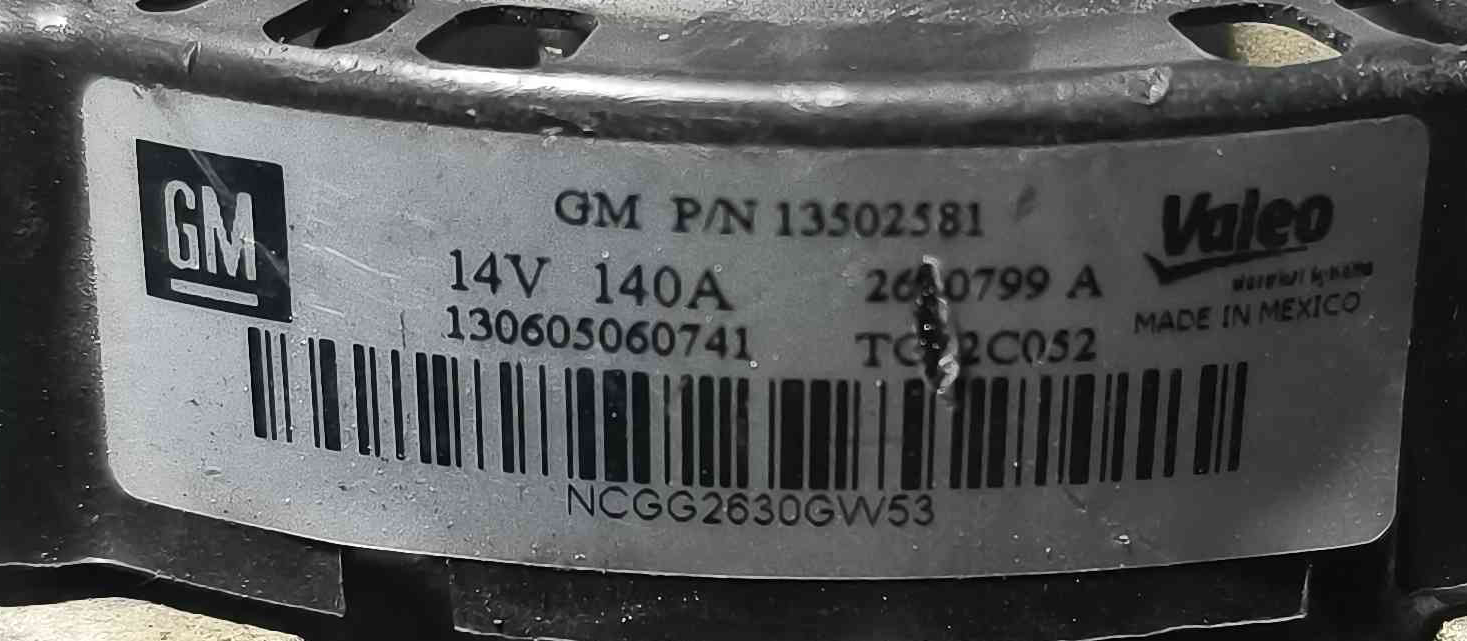 GM
GM P/N 13502581
Valeo
14V 140A
A
MADE IN MEXICO
130605060741
NCGG2630GW53